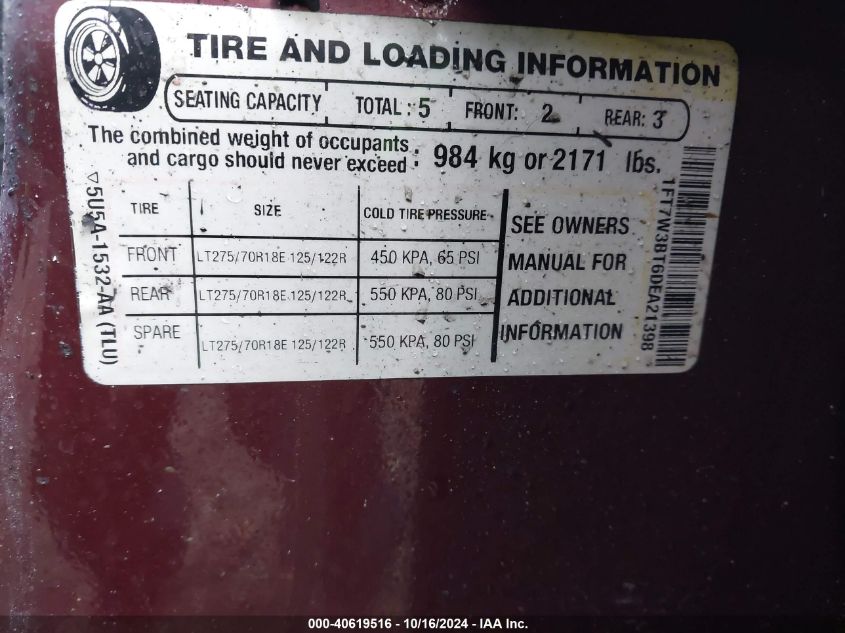 TIRE AND LOADING INFORMATION
SEATING CAPACITY TOTAL: 5 FRONT: 2 REAR: 3
The combined weight of occupants
and cargo should never exceed: 984 kg or 2171 lbs.
TIRE SIZE COLD TIRE PRESSURE
FRONT LT275/70R18E 125/122R 450 KPA, 65 PSI
REAR LT275/70R18E 125/122R 550 KPA, 80 PSI
SPARE LT275/70R18E 125/122R 550 KPA, 80 PSI
SEE OWNERS
MANUAL FOR
ADDITIONAL
INFORMATION
5U5A-1532-AA (TLU)
1FT7W3BT6DEA21398
000-40619516 - 10/16/2024 - IAA Inc.